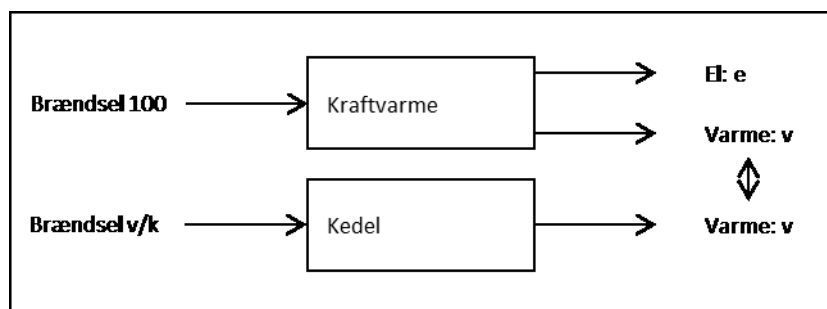 El: e
Brændsel 100
Kraftvarme
Varme: v
Brændsel v/k
Kedel
Varme: v